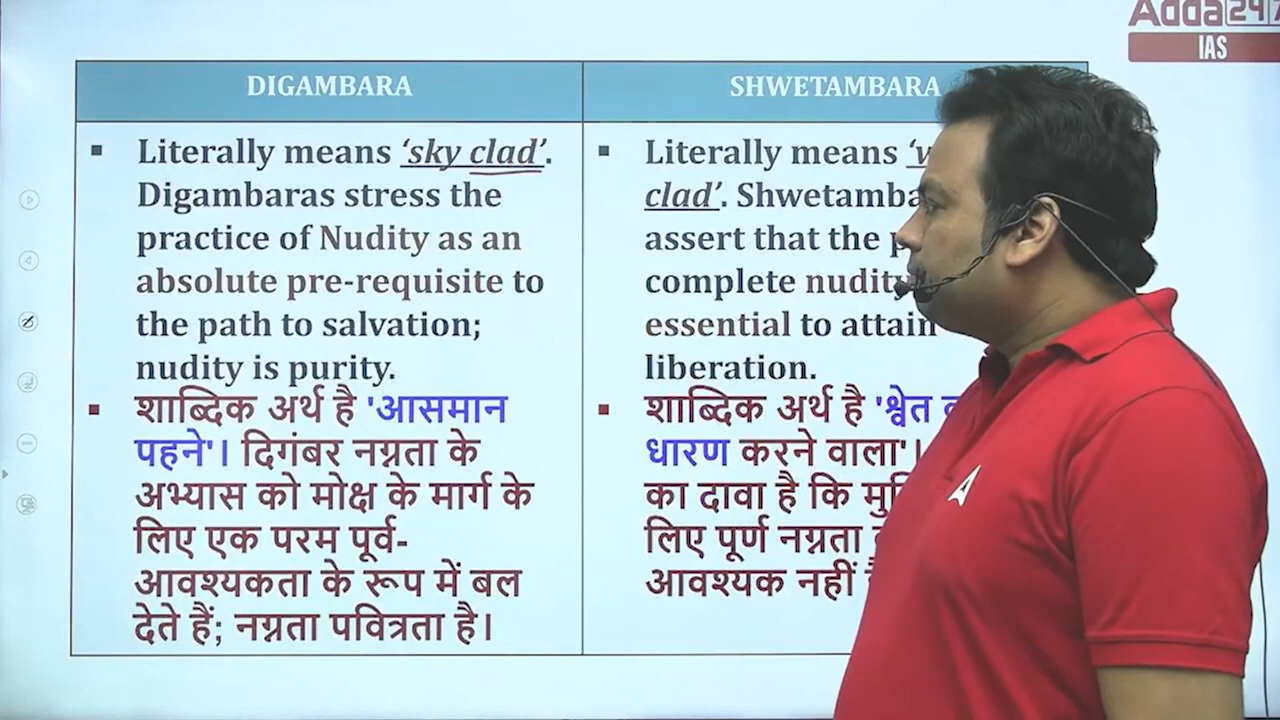 Adda247
IAS
DIGAMBARA
▪ Literally means ‘sky clad’.
Digambaras stress the
practice of Nudity as an
absolute pre-requisite to
the path to salvation;
nudity is purity.
▪ शाब्दिक अर्थ है 'आसमान
पहने'। दिगंबर नग्नता के
अभ्यास को मोक्ष के मार्ग के
लिए एक परम पूर्व-
आवश्यकता के रूप में बल
देते हैं; नग्नता पवित्रता है।
SHWETAMBARA
▪ Literally means
clad’.
assert that the
complete nudity
essential to attain
liberation.
▪ शाब्दिक अर्थ है 'श्वेत
धारण करने वाला'।
का दावा है कि
लिए पूर्ण नग्नता
आवश्यक नहीं